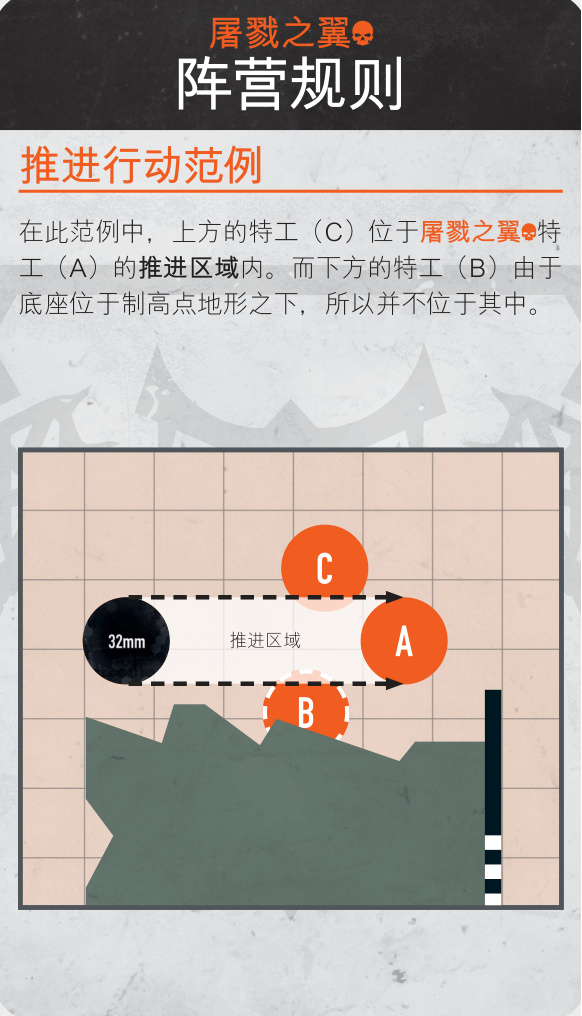 屠戮之翼
阵营规则
推进行动范例
在此范例中，上方的特工（C）位于屠戮之翼特
工（A）的推进区域内。而下方的特工（B）由于
底座位于制高点地形之下，所以并不位于其中。
C
32mm
推进区域
A
B